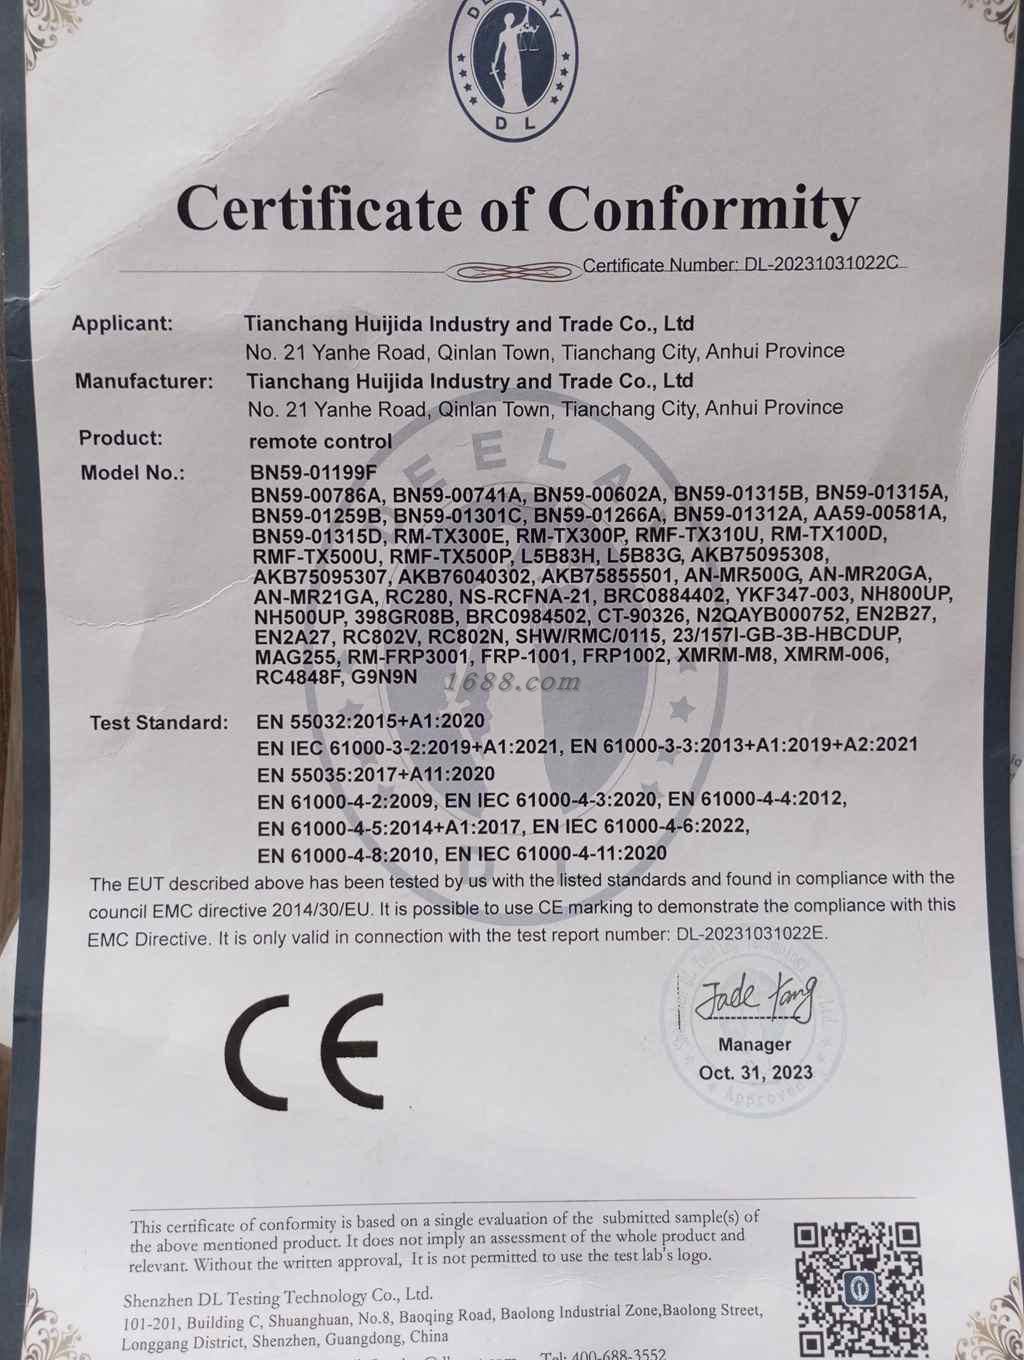 D L
Certificate of Conformity
Certificate Number: DL-20231031022C
Applicant: Tianchang Huijida Industry and Trade Co., Ltd
No. 21 Yanhe Road, Qinlan Town, Tianchang City, Anhui Province
Manufacturer: Tianchang Huijida Industry and Trade Co., Ltd
No. 21 Yanhe Road, Qinlan Town, Tianchang City, Anhui Province
Product: remote control
Model No.: BN59-01199F
BN59-00786A, BN59-00741A, BN59-00602A, BN59-01315B, BN59-01315A,
BN59-01259B, BN59-01301C, BN59-01266A, BN59-01312A, AA59-00581A,
BN59-01315D, RM-TX300E, RM-TX300P, RMF-TX310U, RM-TX100D,
RMF-TX500U, RMF-TX500P, L5B83H, L5B83G, AKB75095308,
AKB75095307, AKB76040302, AKB75855501, AN-MR500G, AN-MR20GA,
AN-MR21GA, RC280, NS-RCFNA-21, BRC0884402, YKF347-003, NH800UP,
NH500UP, 398GR08B, BRC0984502, CT-90326, N2QAYB000752, EN2B27,
EN2A27, RC802V, RC802N, SHW/RMC/0115, 23/157I-GB-3B-HBCDUP,
MAG255, RM-FRP3001, FRP-1001, FRP1002, XMRM-M8, XMRM-006,
RC4848F, G9N9N
1688.com
Test Standard: EN 55032:2015+A1:2020
EN IEC 61000-3-2:2019+A1:2021, EN 61000-3-3:2013+A1:2019+A2:2021
EN 55035:2017+A11:2020
EN 61000-4-2:2009, EN IEC 61000-4-3:2020, EN 61000-4-4:2012,
EN 61000-4-5:2014+A1:2017, EN IEC 61000-4-6:2022,
EN 61000-4-8:2010, EN IEC 61000-4-11:2020
The EUT described above has been tested by us with the listed standards and found in compliance with the
council EMC directive 2014/30/EU. It is possible to use CE marking to demonstrate the compliance with this
EMC Directive. It is only valid in connection with the test report number: DL-20231031022E.
CE
Jade Yang
Manager
Oct. 31, 2023
Approved
This certificate of conformity is based on a single evaluation of the submitted sample(s) of
the above mentioned product. It does not imply an assessment of the whole product and
relevant. Without the written approval, It is not permitted to use the test lab's logo.
Shenzhen DL Testing Technology Co., Ltd.
101-201, Building C, Shuanghuan, No.8, Baoqing Road, Baolong Industrial Zone,Baolong Street,
Longgang District, Shenzhen, Guangdong, China
Tel: 400-688-3552